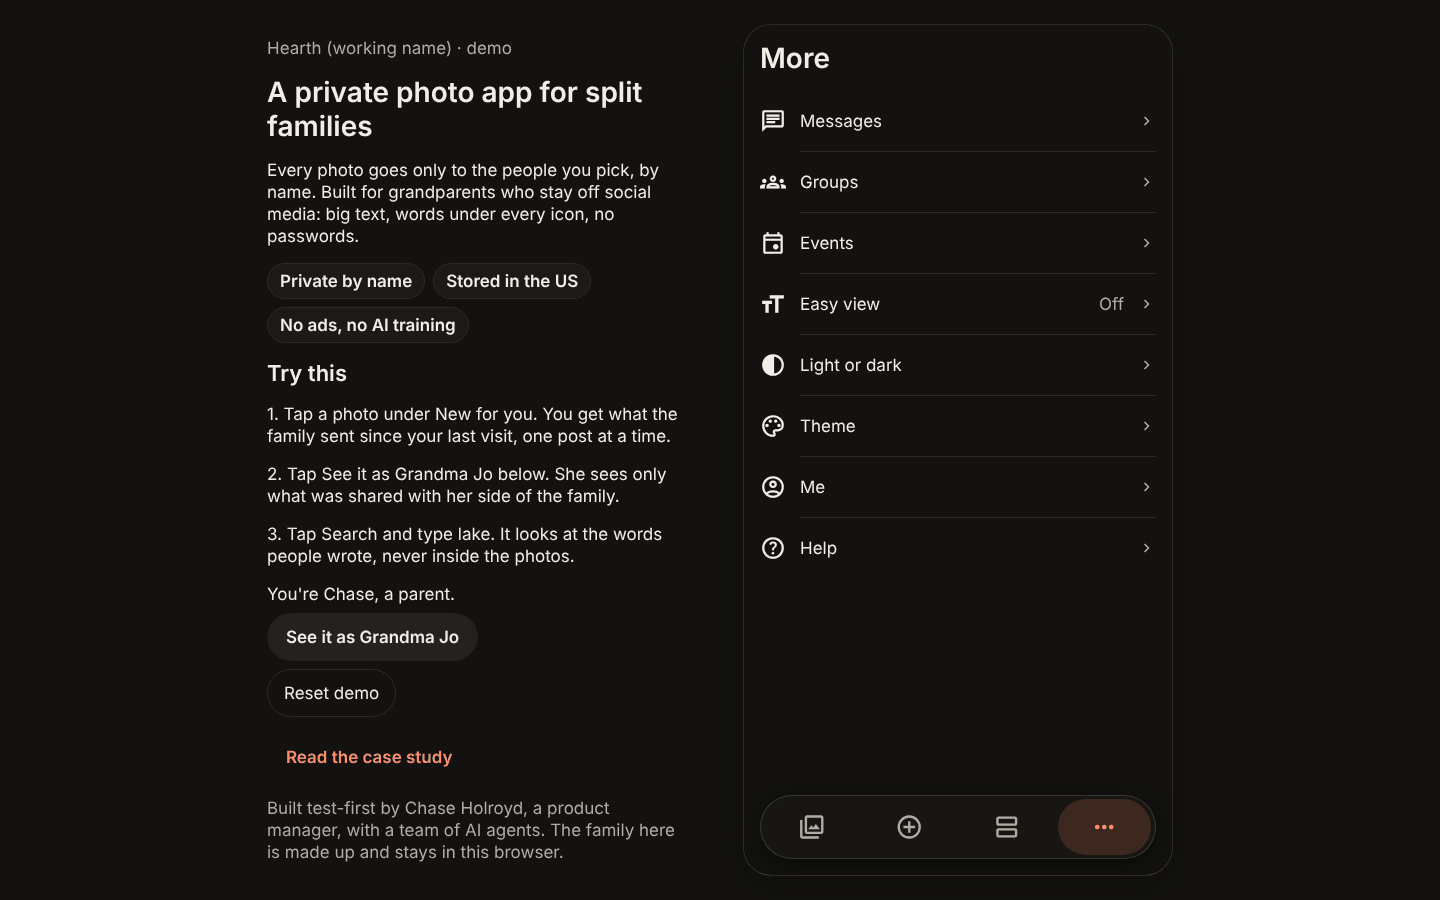 Hearth (working name) · demo
A private photo app for split
families
Every photo goes only to the people you pick, by
name. Built for grandparents who stay off social
media: big text, words under every icon, no
passwords.
Private by name
Stored in the US
No ads, no AI training
Try this
1. Tap a photo under New for you. You get what the
family sent since your last visit, one post at a time.
2. Tap See it as Grandma Jo below. She sees only
what was shared with her side of the family.
3. Tap Search and type lake. It looks at the words
people wrote, never inside the photos.
You're Chase, a parent.
See it as Grandma Jo
Reset demo
Read the case study
Built test-first by Chase Holroyd, a product
manager, with a team of AI agents. The family here
is made up and stays in this browser.
More
Messages
Groups
Events
Easy view Off
Light or dark
Theme
Me
Help